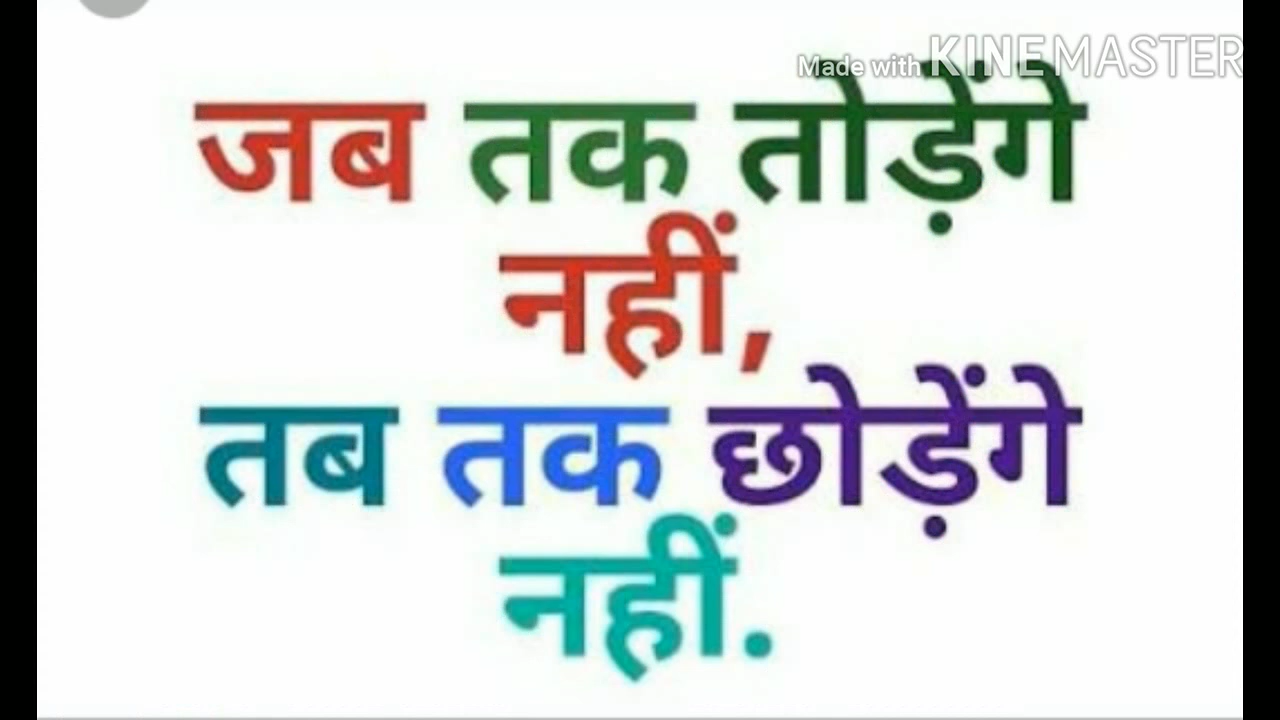 Made with KINEMASTER
जब तक तोड़ेंगे
नहीं,
तब तक छोड़ेंगे
नहीं.